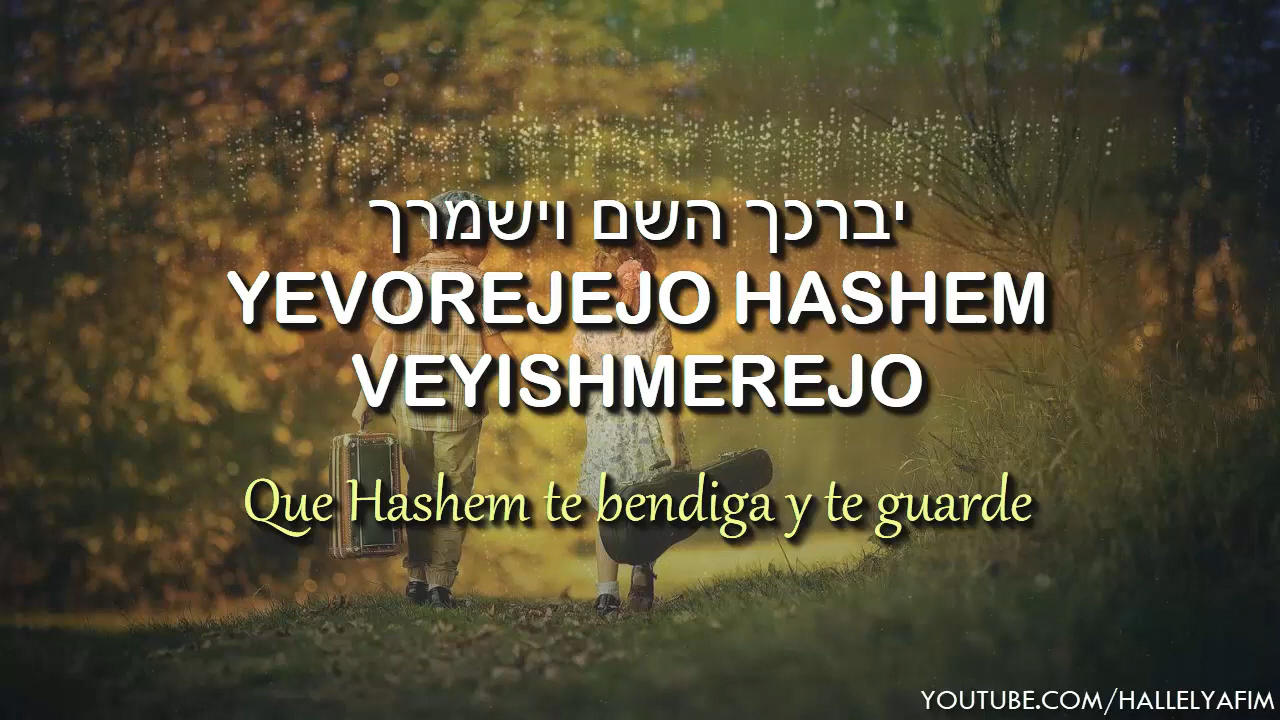 יברכך השם וישמרך
YEVOREJEJO HASHEM
VEYISHMEREJO
Que Hashem te bendiga y te guarde
YOUTUBE.COM/HALLELYAFIM